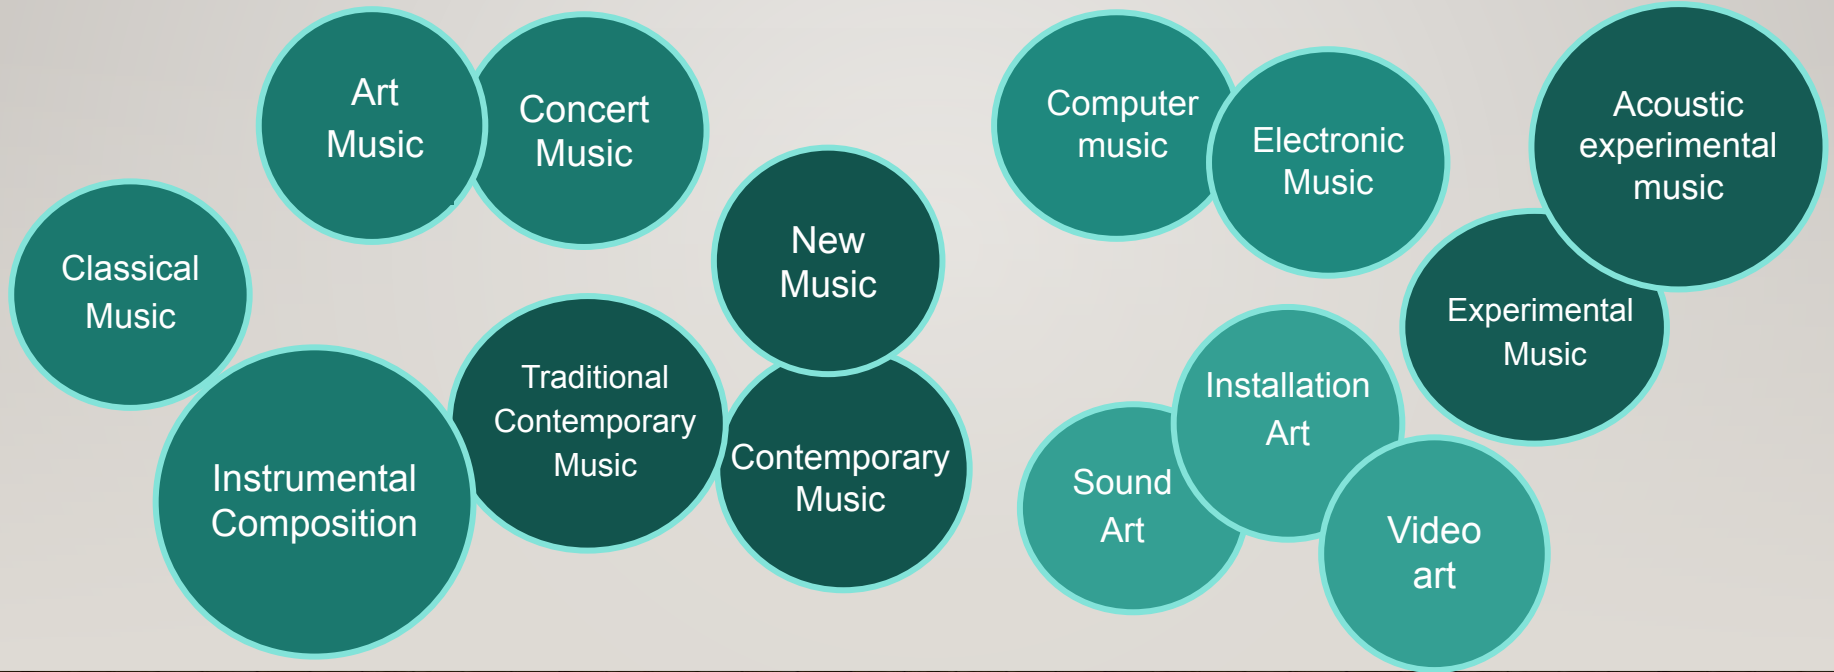 Art
Music
Concert
Music
Classical
Music
New
Music
Traditional
Contemporary
Music
Contemporary
Music
Instrumental
Composition
Computer
music
Electronic
Music
Acoustic
experimental
music
Experimental
Music
Installation
Art
Sound
Art
Video
art